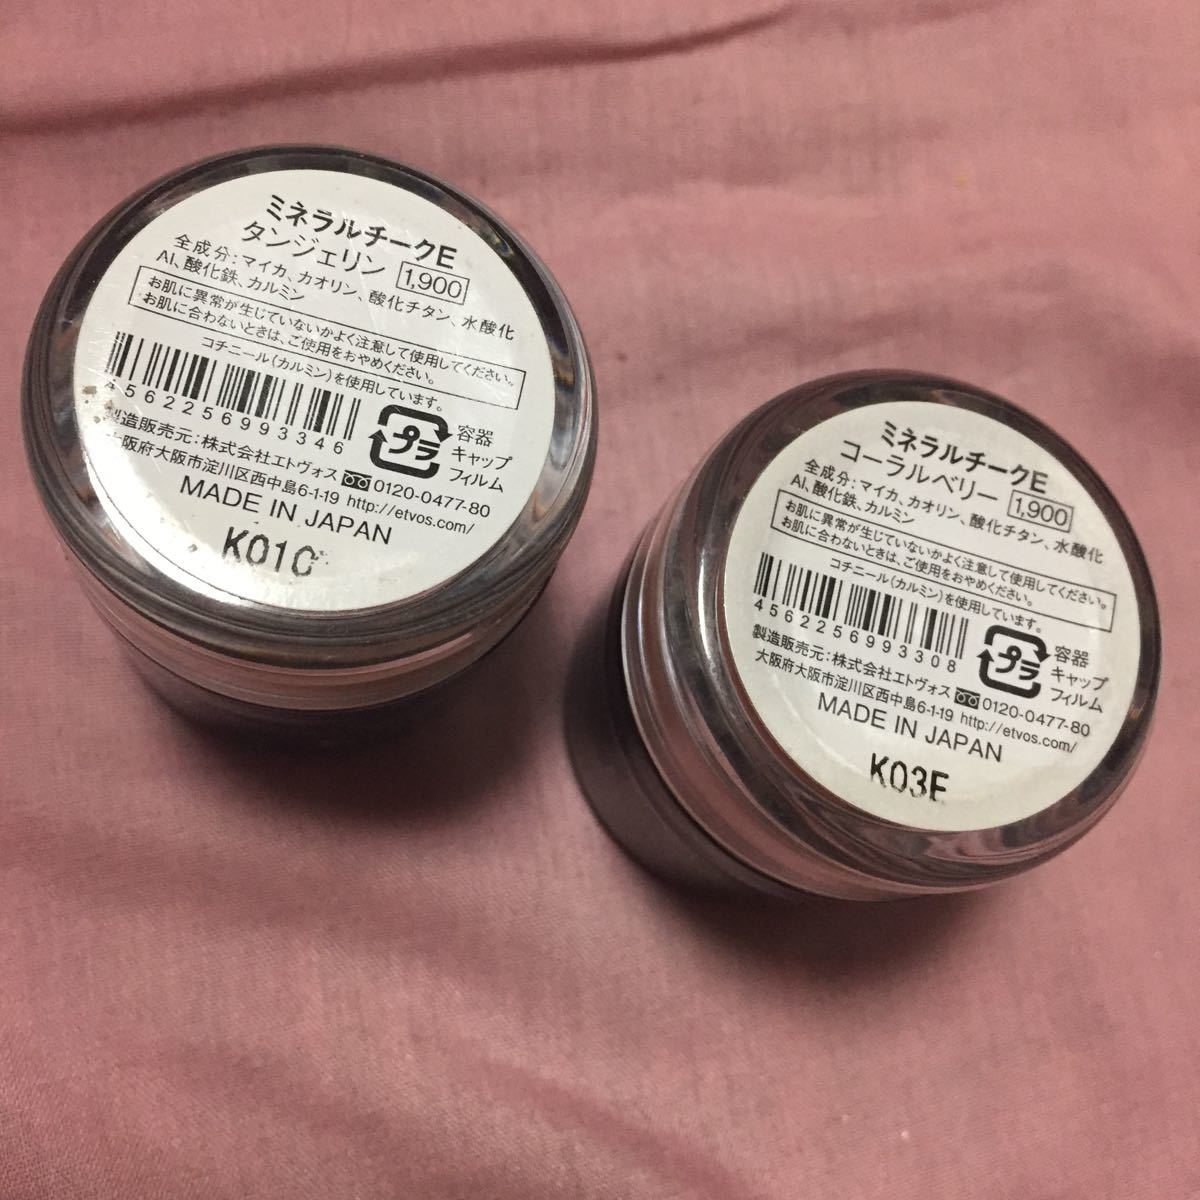 ミネラルチークE
タンジェリン 1,900
全成分:マイカ、カオリン、酸化チタン、水酸化
Al、酸化鉄、カルミン
お肌に異常が生じていないかよく注意して使用してください。
お肌に合わないときは、ご使用をおやめください。
コチニール(カルミン)を使用しています。
4562256993346
プラ
容器
キャップ
フィルム
製造販売元:株式会社エトヴォス 0120-0477-80
大阪府大阪市淀川区西中島6-1-19 http://etvos.com/
MADE IN JAPAN
ミネラルチークE
コーラルベリー 1,900
全成分:マイカ、カオリン、酸化チタン、水酸化
Al、酸化鉄、カルミン
お肌に異常が生じていないかよく注意して使用してください。
お肌に合わないときは、ご使用をおやめください。
コチニール(カルミン)を使用しています。
4562256993308
プラ
容器
キャップ
フィルム
製造販売元:株式会社エトヴォス 0120-0477-80
大阪府大阪市淀川区西中島6-1-19 http://etvos.com/
MADE IN JAPAN
K03E